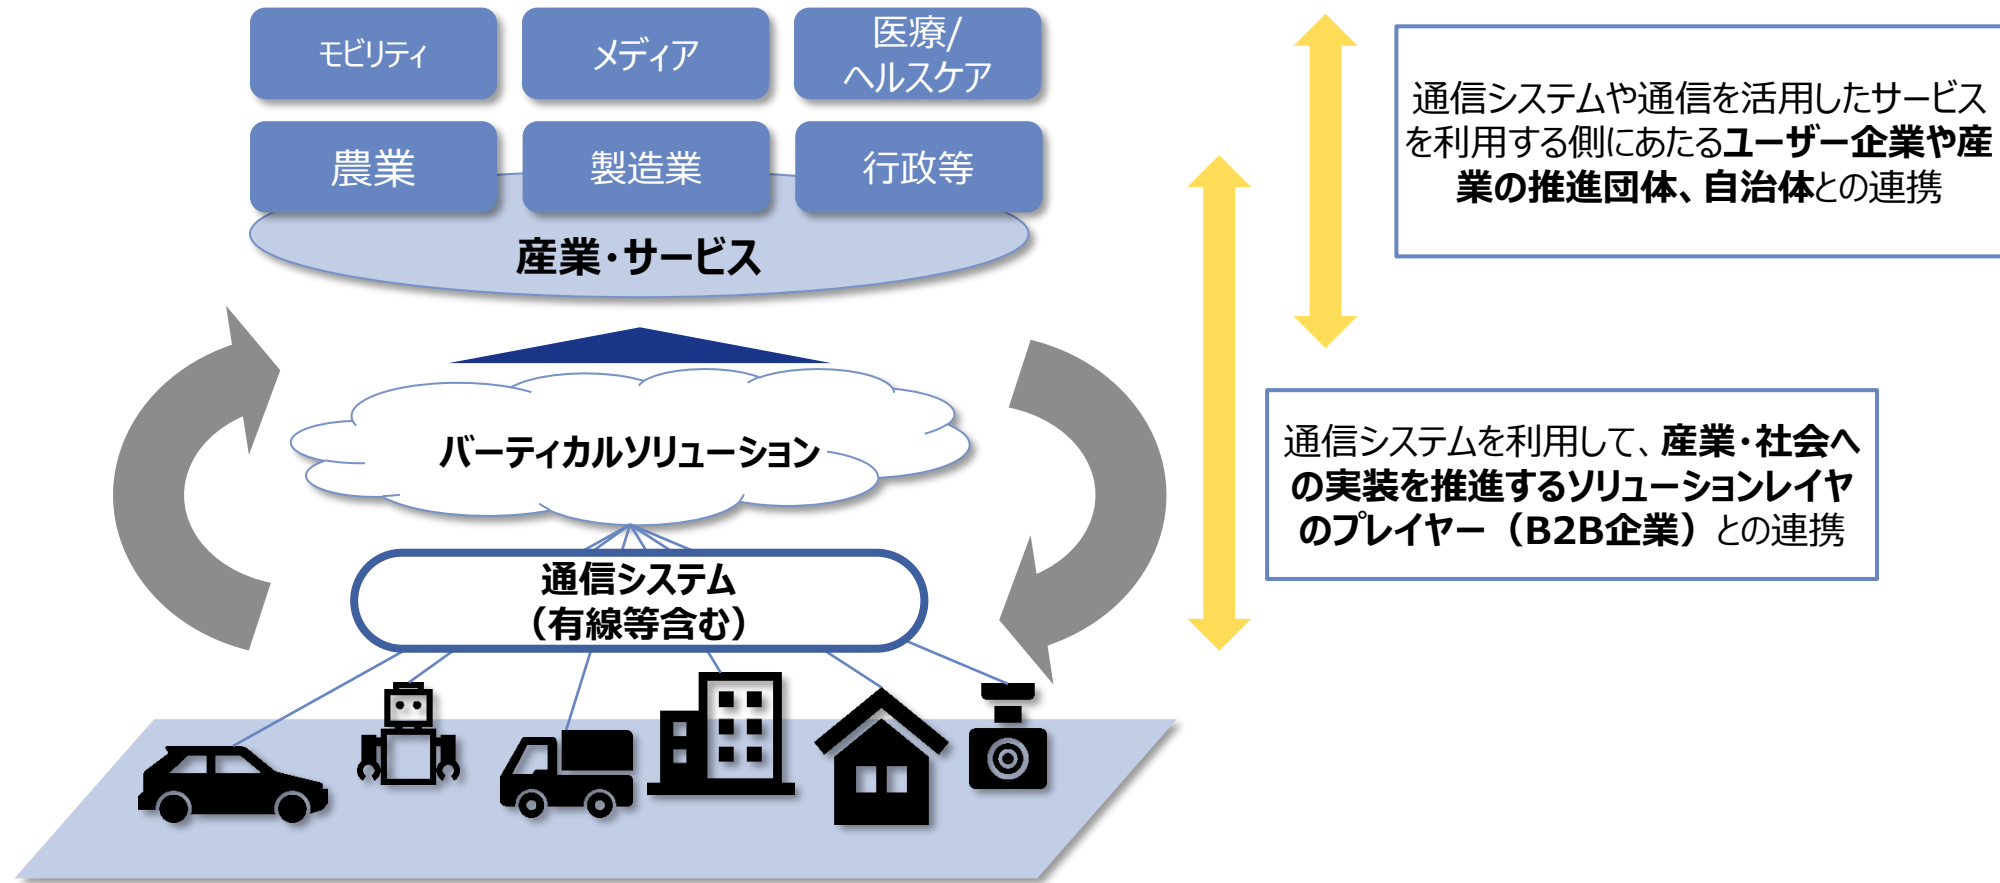 モビリティ
メディア
医療/
ヘルスケア
農業
製造業
行政等
産業・サービス
バーティカルソリューション
通信システム
（有線等含む）
通信システムや通信を活用したサービス
を利用する側にあたるユーザー企業や産
業の推進団体、自治体との連携
通信システムを利用して、産業・社会へ
の実装を推進するソリューションレイヤ
のプレイヤー（B2B企業）との連携